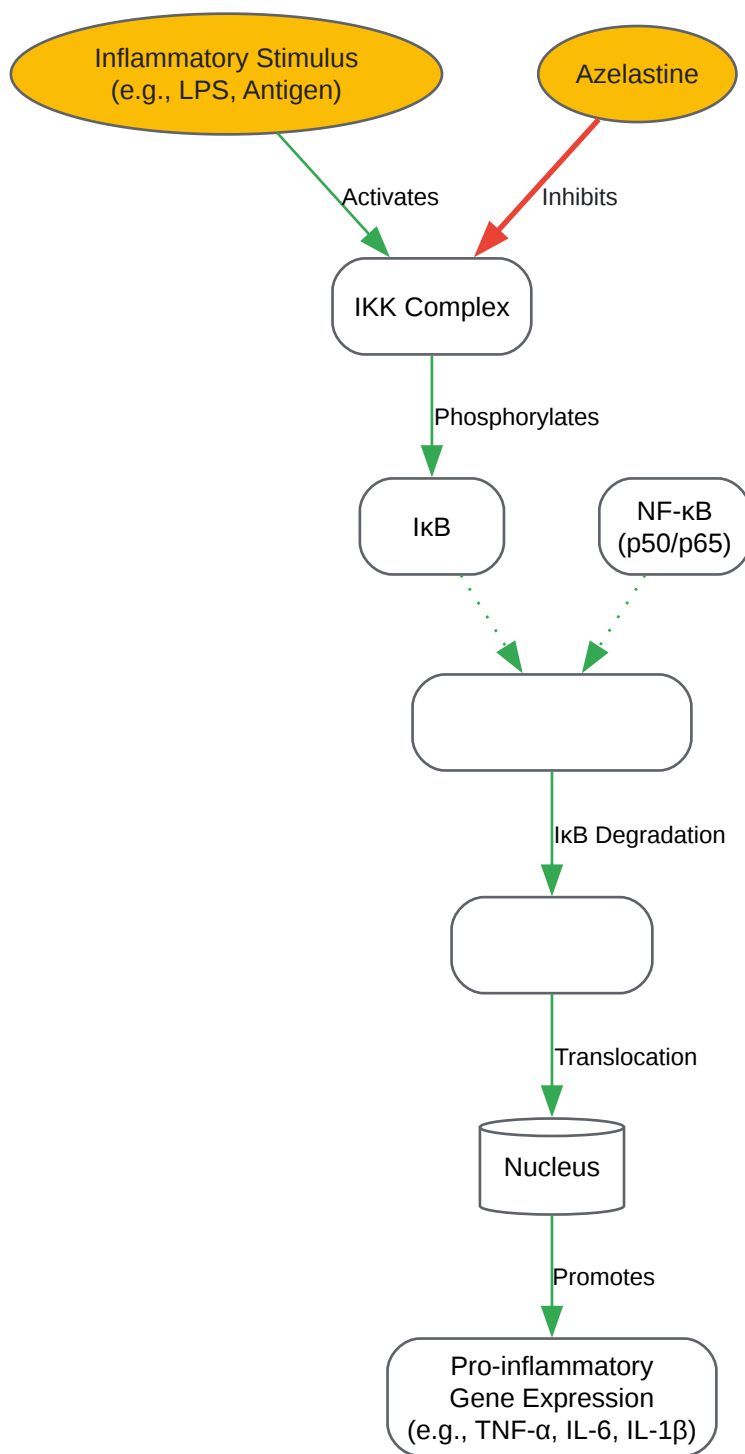 Inflammatory Stimulus
(e.g., LPS, Antigen)
Azelastine
Activates
Inhibits
IKK Complex
Phosphorylates
IκB
NF-κB
(p50/p65)
IκB Degradation
Translocation
Nucleus
Promotes
Pro-inflammatory
Gene Expression
(e.g., TNF-α, IL-6, IL-1β)